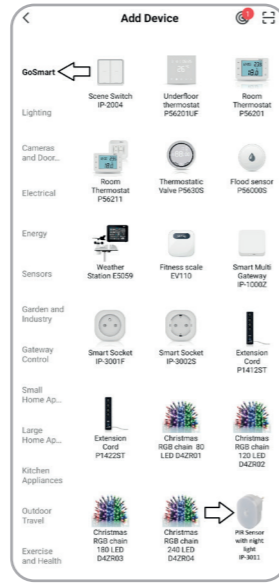 Add Device
1
GoSmart
Lighting
Cameras
and Door...
Electrical
Energy
Sensors
Garden and
Industry
Gateway
Control
Small
Home Ap...
Large
Home Ap...
Kitchen
Appliances
Outdoor
Travel
Exercise
and Health
Scene Switch
IP-2004
Underfloor
thermostat
P56201UF
Room
Thermostat
P56201
Room
Thermostat
P56211
Thermostatic
Valve P5630S
Flood sensor
P56000S
Weather
Station E5059
Fitness scale
EV110
Smart Multi
Gateway
IP-1000Z
Smart Socket
IP-3001F
Smart Socket
IP-3002S
Extension
Cord
P1412ST
Extension
Cord
P1422ST
Christmas
RGB chain 80
LED D4ZR01
Christmas
RGB chain
120 LED
D4ZR02
Christmas
RGB chain
180 LED
D4ZR03
Christmas
RGB chain
240 LED
D4ZR04
PIR Sensor
with night
light
IP-3011